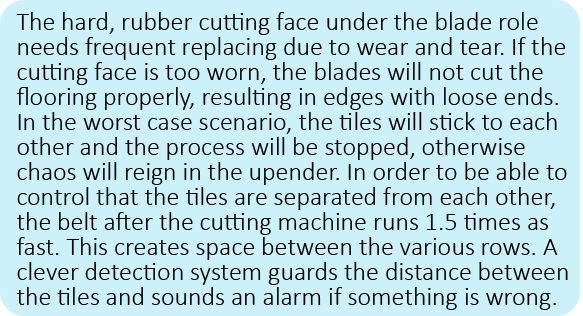 The hard, rubber cutting face under the blade role
needs frequent replacing due to wear and tear. If the
cutting face is too worn, the blades will not cut the
flooring properly, resulting in edges with loose ends.
In the worst case scenario, the tiles will stick to each
other and the process will be stopped, otherwise
chaos will reign in the upender. In order to be able to
control that the tiles are separated from each other,
the belt after the cutting machine runs 1.5 times as
fast. This creates space between the various rows. A
clever detection system guards the distance between
the tiles and sounds an alarm if something is wrong.